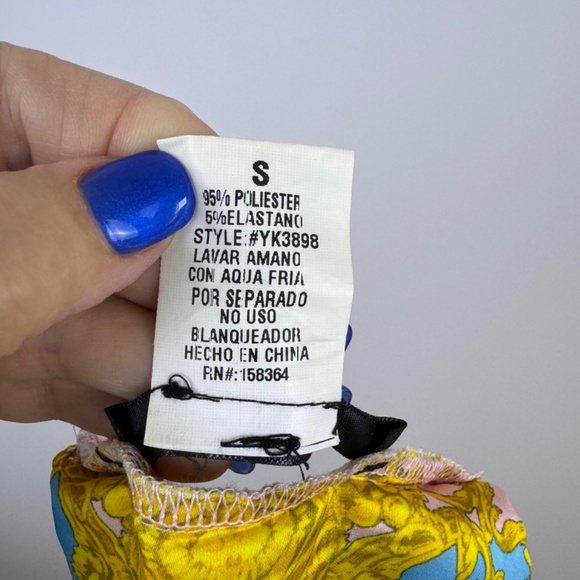 S
95% POLIESTER
5%ELASTANO
STYLE:#YK3898
LAVAR AMANO
CON AQUA FRIA
POR SEPARADO
NO USO
BLANQUEADOR
HECHO EN CHINA
RN#:158364